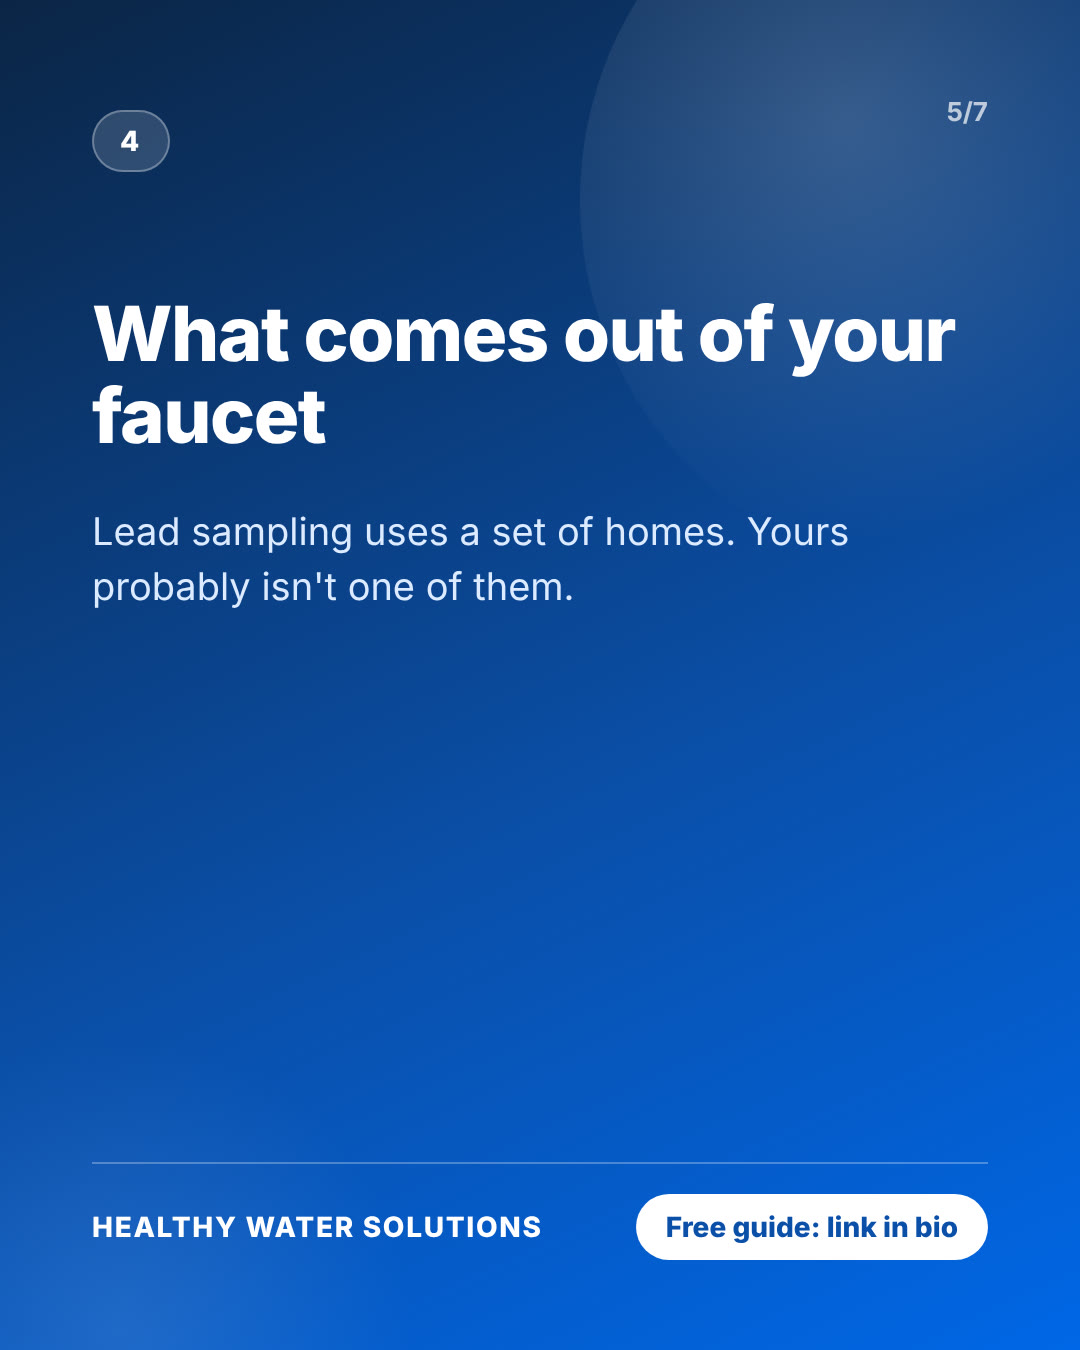 4
5/7
What comes out of your
faucet
Lead sampling uses a set of homes. Yours
probably isn't one of them.
HEALTHY WATER SOLUTIONS
Free guide: link in bio